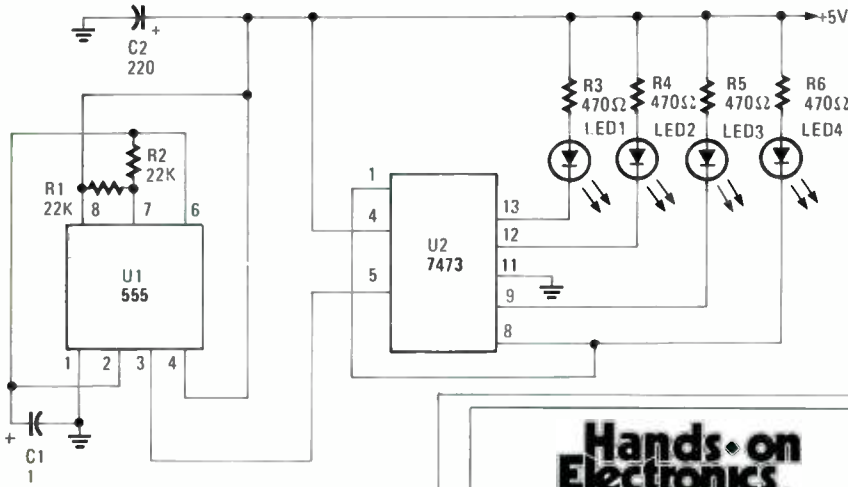 +5V
+
C2
220
R3
470Ω
LED1
R4
470Ω
LED2
R5
470Ω
LED3
R6
470Ω
LED4
R2
22K
R1
22K
8
7
6
U1
555
1
2
3
4
+
C1
1
1
4
5
U2
7473
13
12
11
9
8
Hands-on
Electronics